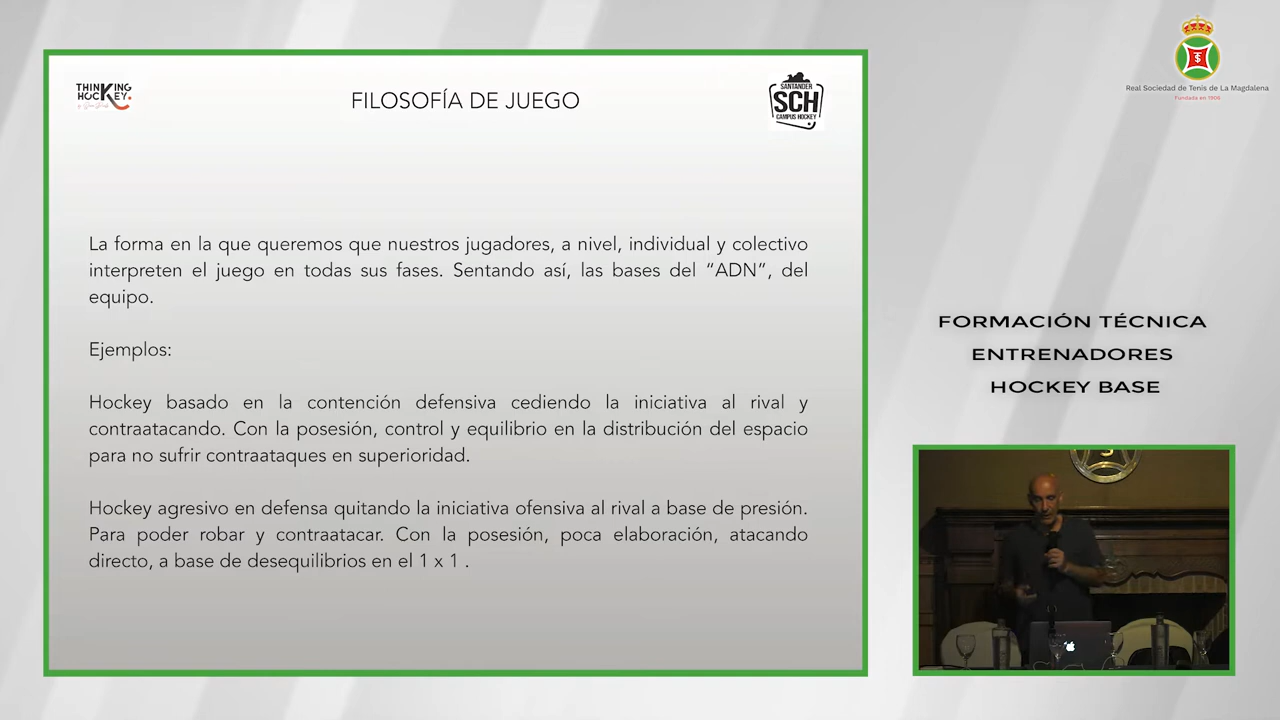 THINKING
HOCKEY.
FILOSOFÍA DE JUEGO
SANTANDER
SCH
CAMPUS HOCKEY
Real Sociedad de Tenis de La Magdalena
Fundada en 1906
La forma en la que queremos que nuestros jugadores, a nivel, individual y colectivo
interpreten el juego en todas sus fases. Sentando así, las bases del “ADN”, del
equipo.
Ejemplos:
Hockey basado en la contención defensiva cediendo la iniciativa al rival y
contraatacando. Con la posesión, control y equilibrio en la distribución del espacio
para no sufrir contraataques en superioridad.
Hockey agresivo en defensa quitando la iniciativa ofensiva al rival a base de presión.
Para poder robar y contraatacar. Con la posesión, poca elaboración, atacando
directo, a base de desequilibrios en el 1 x 1 .
FORMACIÓN TÉCNICA
ENTRENADORES
HOCKEY BASE